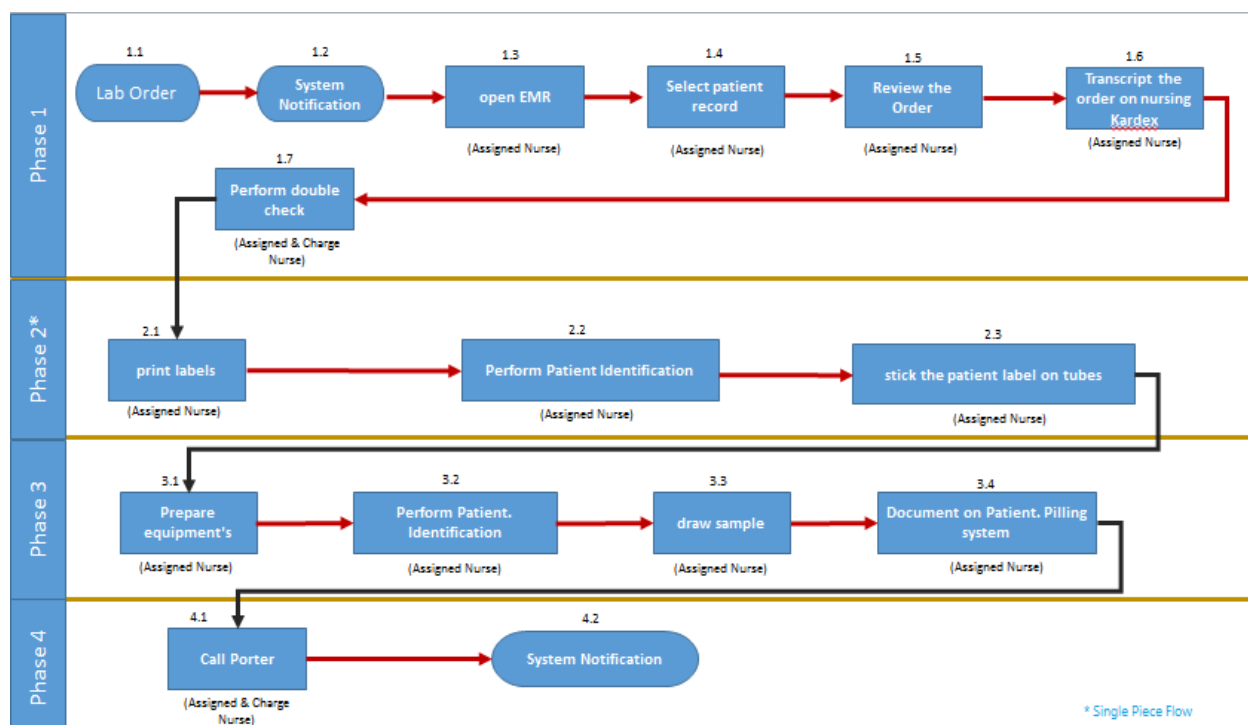 Phase 1
1.1
Lab Order
1.2
System
Notification
1.3
open EMR
(Assigned Nurse)
1.4
Select patient
record
(Assigned Nurse)
1.5
Review the
Order
(Assigned Nurse)
1.6
Transcript the
order on nursing
Kardex
(Assigned Nurse)
1.7
Perform double
check
(Assigned & Charge
Nurse)
Phase 2*
2.1
print labels
(Assigned Nurse)
2.2
Perform Patient Identification
(Assigned Nurse)
2.3
stick the patient label on tubes
(Assigned Nurse)
Phase 3
3.1
Prepare
equipment's
(Assigned Nurse)
3.2
Perform Patient.
Identification
(Assigned Nurse)
3.3
draw sample
(Assigned Nurse)
3.4
Document on Patient. Pilling
system
(Assigned Nurse)
Phase 4
4.1
Call Porter
(Assigned & Charge
Nurse)
4.2
System Notification
* Single Piece Flow